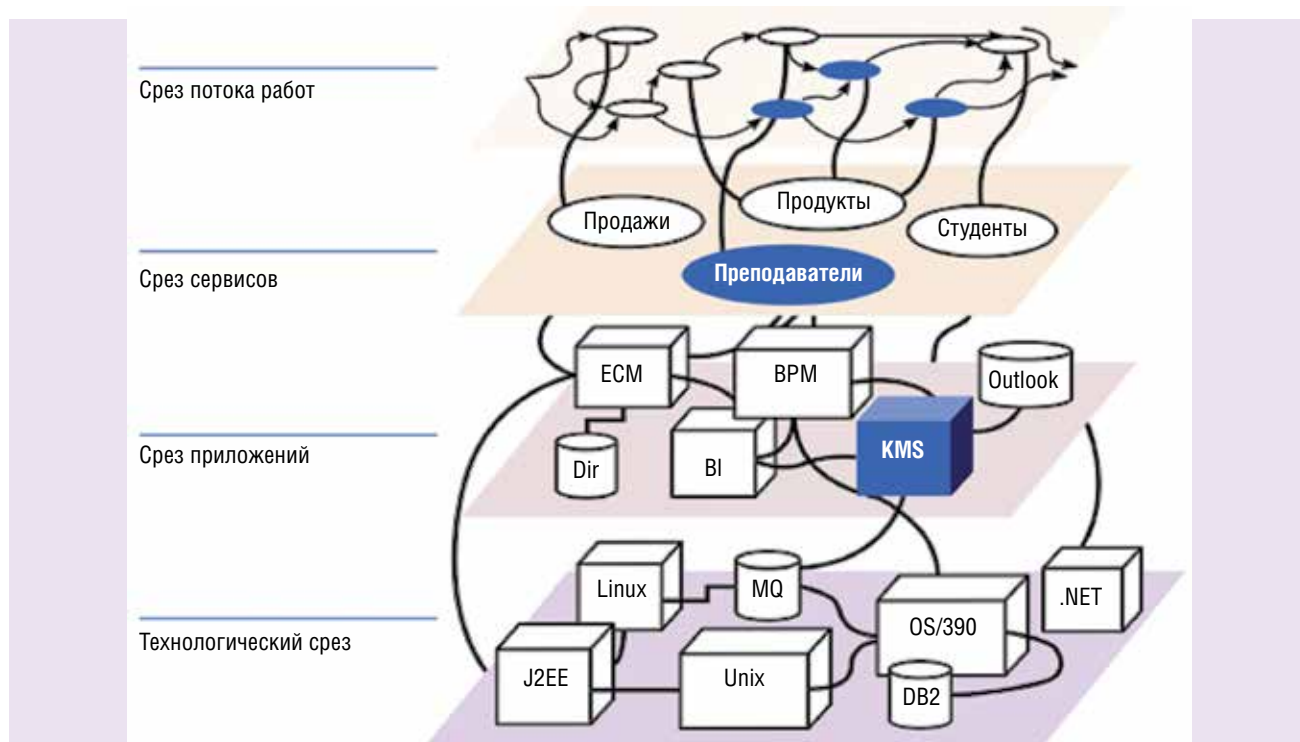 Срез потока работ
Продажи
Продукты
Студенты
Срез сервисов
Преподаватели
ECM
BPM
Outlook
Срез приложений
Dir
BI
KMS
Linux
MQ
OS/390
.NET
Технологический срез
J2EE
Unix
DB2